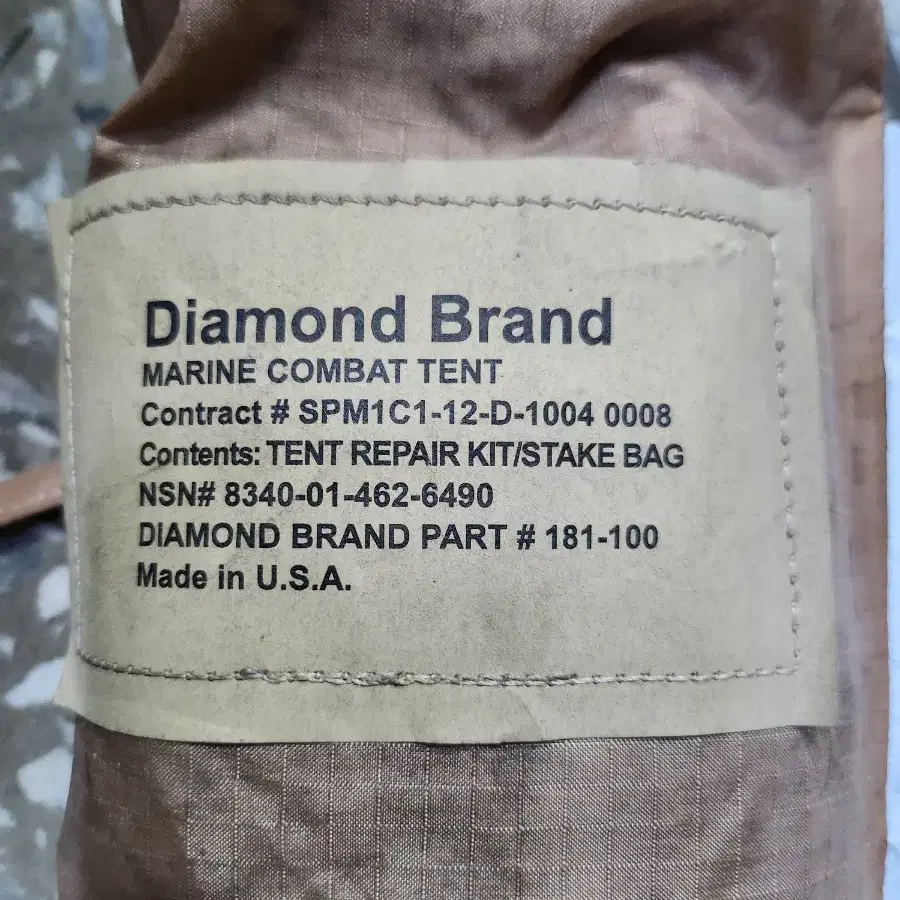 Diamond Brand
MARINE COMBAT TENT
Contract # SPM1C1-12-D-1004 0008
Contents: TENT REPAIR KIT/STAKE BAG
NSN# 8340-01-462-6490
DIAMOND BRAND PART # 181-100
Made in U.S.A.